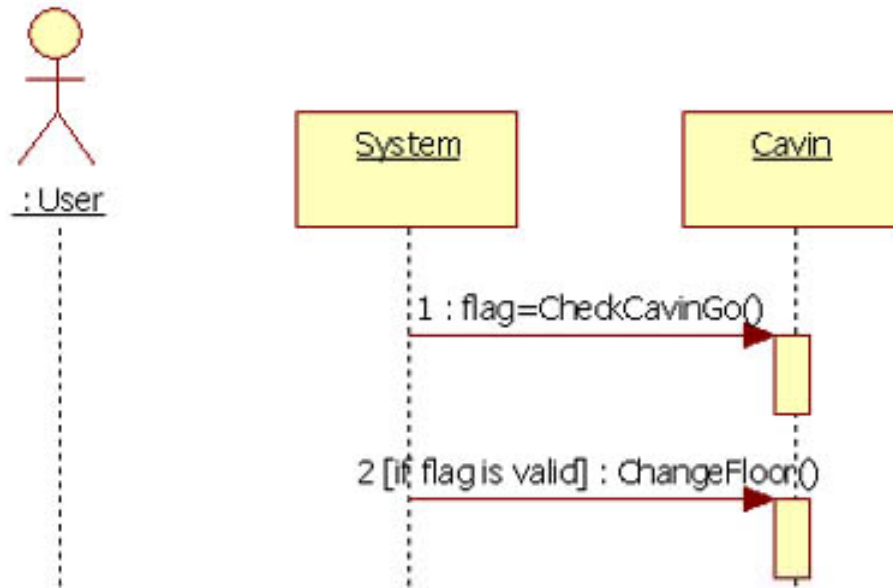 : User
System
Cavin
1 : flag=CheckCavinGo()
2 [if flag is valid] : ChangeFloor()